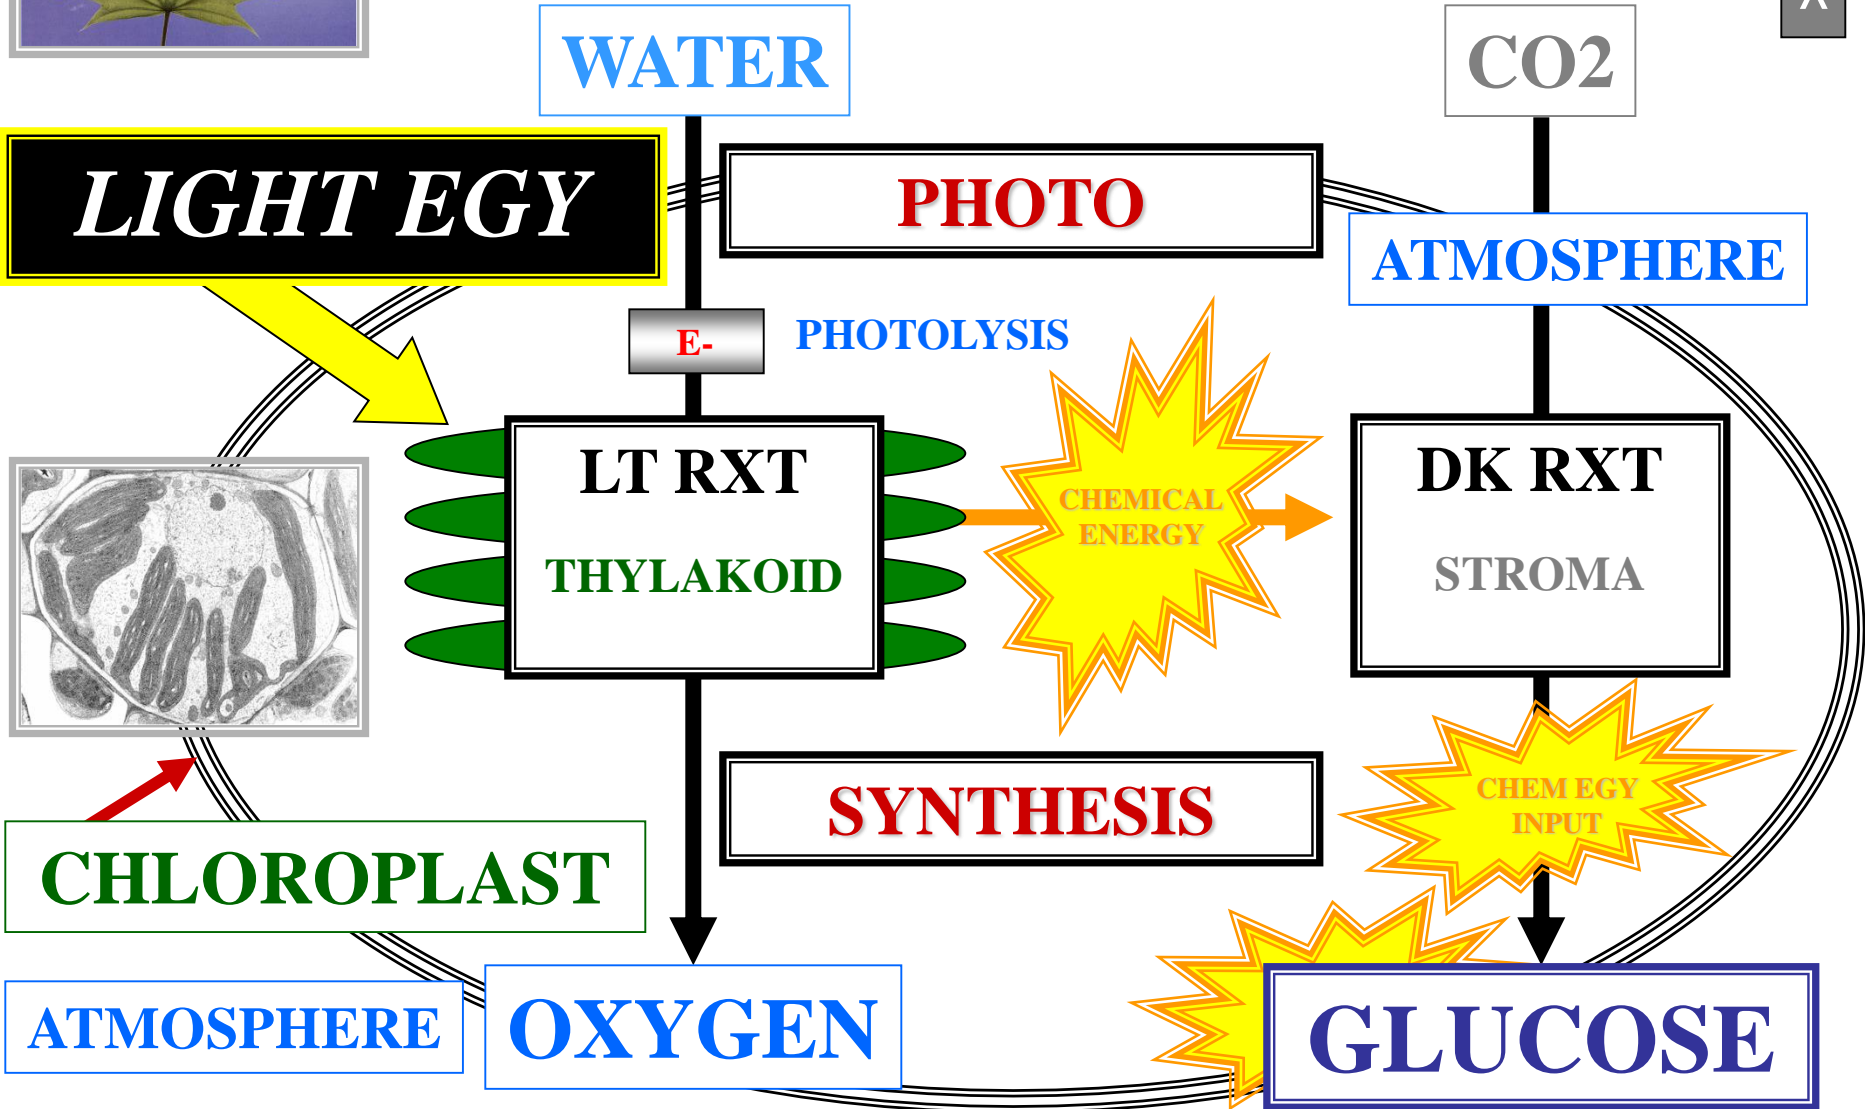 WATER
CO2
LIGHT EGY
PHOTO
ATMOSPHERE
E-
PHOTOLYSIS
LT RXT
THYLAKOID
CHEMICAL
ENERGY
DK RXT
STROMA
SYNTHESIS
CHEM EGY
INPUT
CHLOROPLAST
ATMOSPHERE
OXYGEN
GLUCOSE